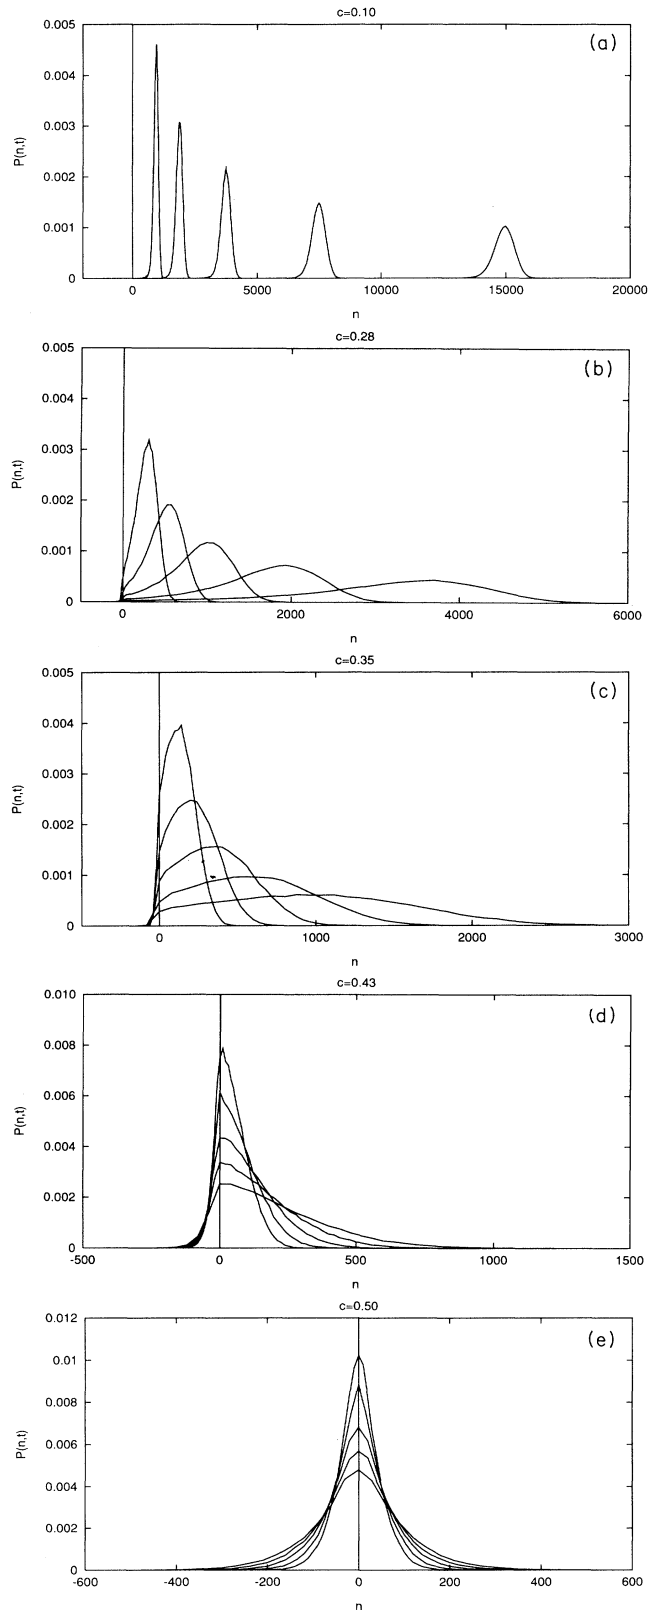 c=0.10
(a)
0.005
0.004
0.003
0.002
0.001
0
P(n,t)
0 5000 10000 15000 20000
n
c=0.28
(b)
0.005
0.004
0.003
0.002
0.001
0
P(n,t)
0 2000 4000 6000
n
c=0.35
(c)
0.005
0.004
0.003
0.002
0.001
0
P(n,t)
0 1000 2000 3000
n
c=0.43
(d)
0.010
0.008
0.006
0.004
0.002
0
P(n,t)
-500 0 500 1000 1500
n
c=0.50
(e)
0.012
0.01
0.008
0.006
0.004
0.002
0
P(n,t)
-600 -400 -200 0 200 400 600
n